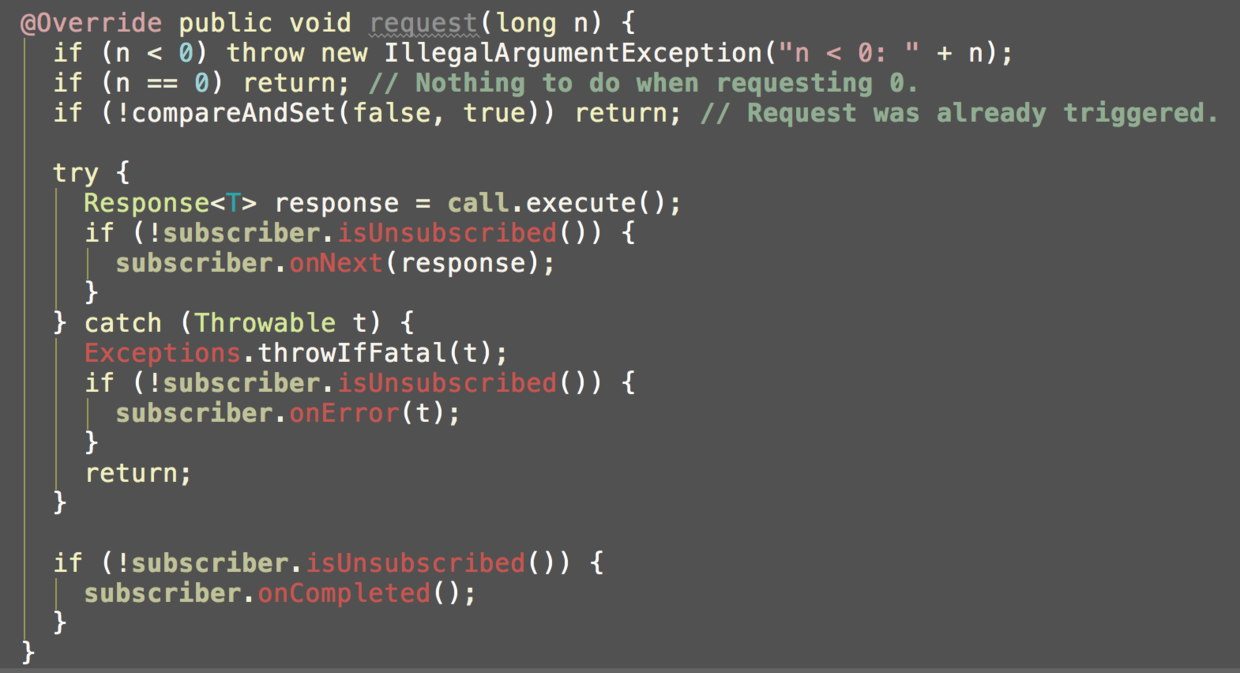 @Override public void request(long n) {
if (n < 0) throw new IllegalArgumentException("n < 0: " + n);
if (n == 0) return; // Nothing to do when requesting 0.
if (!compareAndSet(false, true)) return; // Request was already triggered.
try {
Response<T> response = call.execute();
if (!subscriber.isUnsubscribed()) {
subscriber.onNext(response);
}
} catch (Throwable t) {
Exceptions.throwIfFatal(t);
if (!subscriber.isUnsubscribed()) {
subscriber.onError(t);
}
return;
}
if (!subscriber.isUnsubscribed()) {
subscriber.onCompleted();
}
}